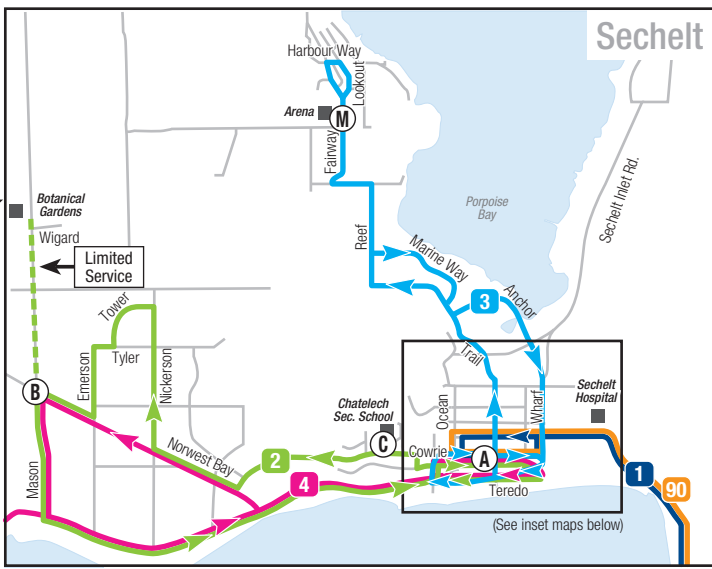 Sechelt
Harbour Way
Lookout
Arena
M
Fairway
Sechelt Inlet Rd.
Botanical
Gardens
Porpoise
Bay
Wigard
Reef
Marine Way
Limited
Service
Anchor
3
Tower
Trail
Tyler
Emerson
Nickerson
B
Ocean
Wharf
Sechelt
Hospital
Chatelech
Sec. School
C
Cowrie
A
Norwest Bay
2
Mason
4
Teredo
1
90
(See inset maps below)